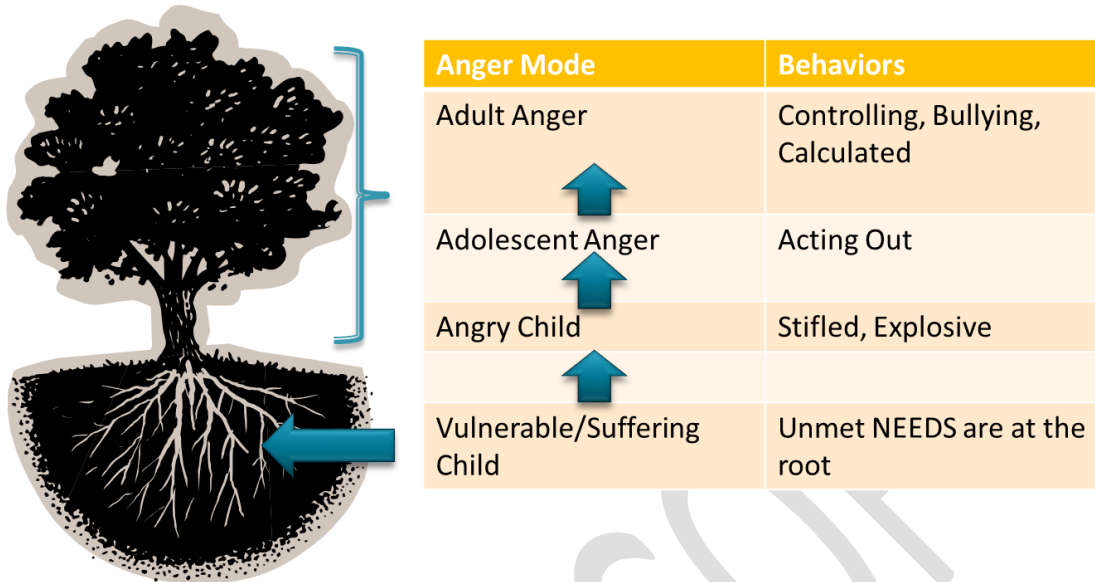 Anger Mode Behaviors
Adult Anger Controlling, Bullying,
Calculated
Adolescent Anger Acting Out
Angry Child Stifled, Explosive
Vulnerable/Suffering Unmet NEEDS are at the
Child root